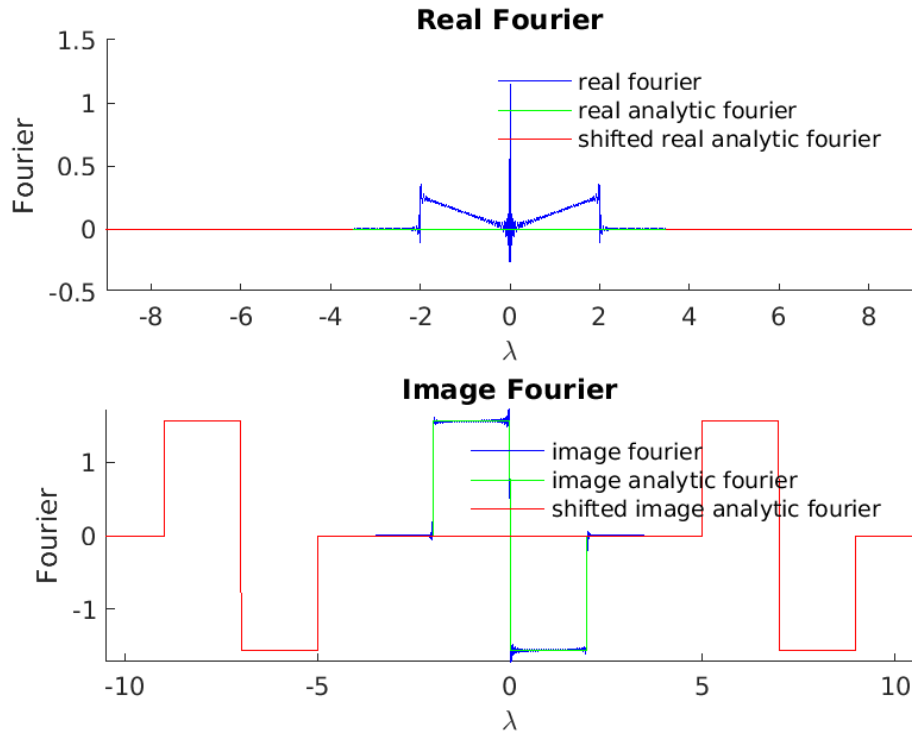 Real Fourier
1.5
1
0.5
0
-0.5
Fourier
real fourier
real analytic fourier
shifted real analytic fourier
-8 -6 -4 -2 0 2 4 6 8
λ
Image Fourier
1
0
-1
Fourier
image fourier
image analytic fourier
shifted image analytic fourier
-10 -5 0 5 10
λ